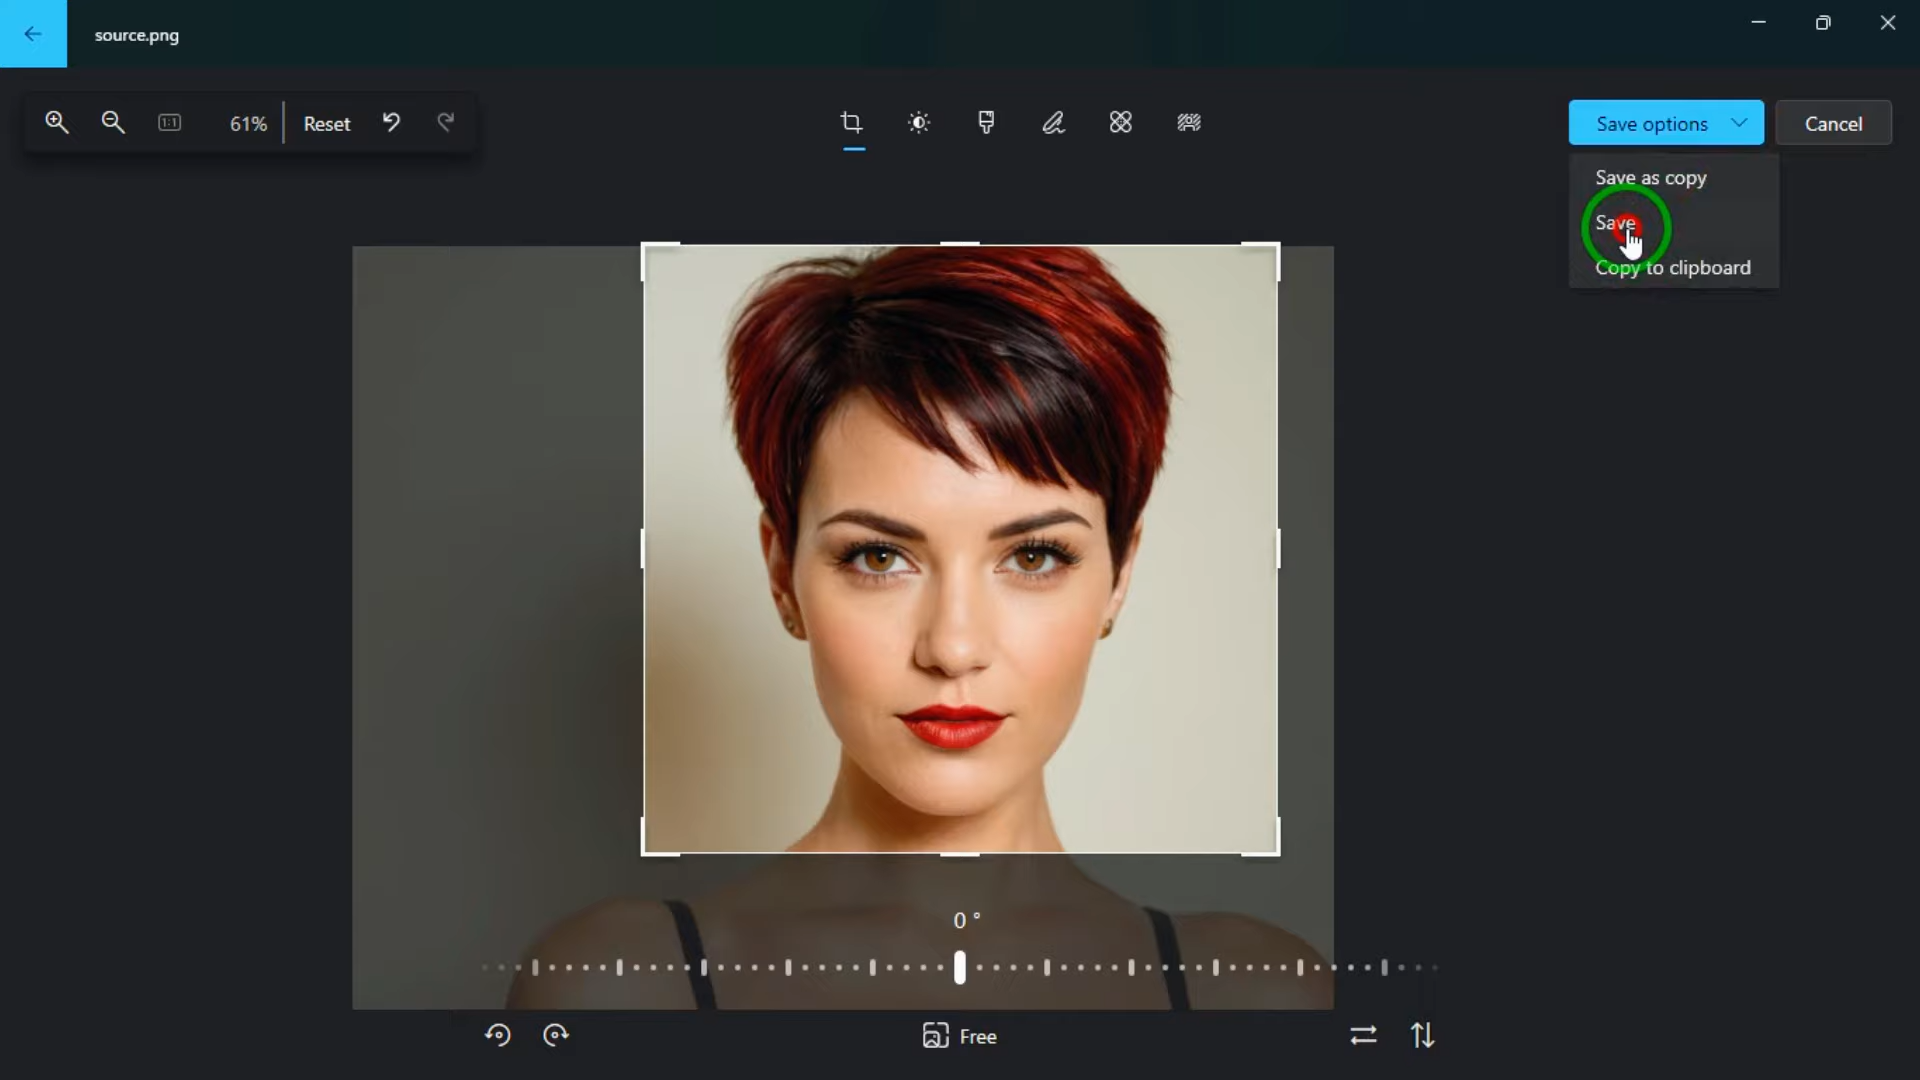 source.png
61%
Reset
Save options
Cancel
Save as copy
Save
Copy to clipboard
0 °
Free